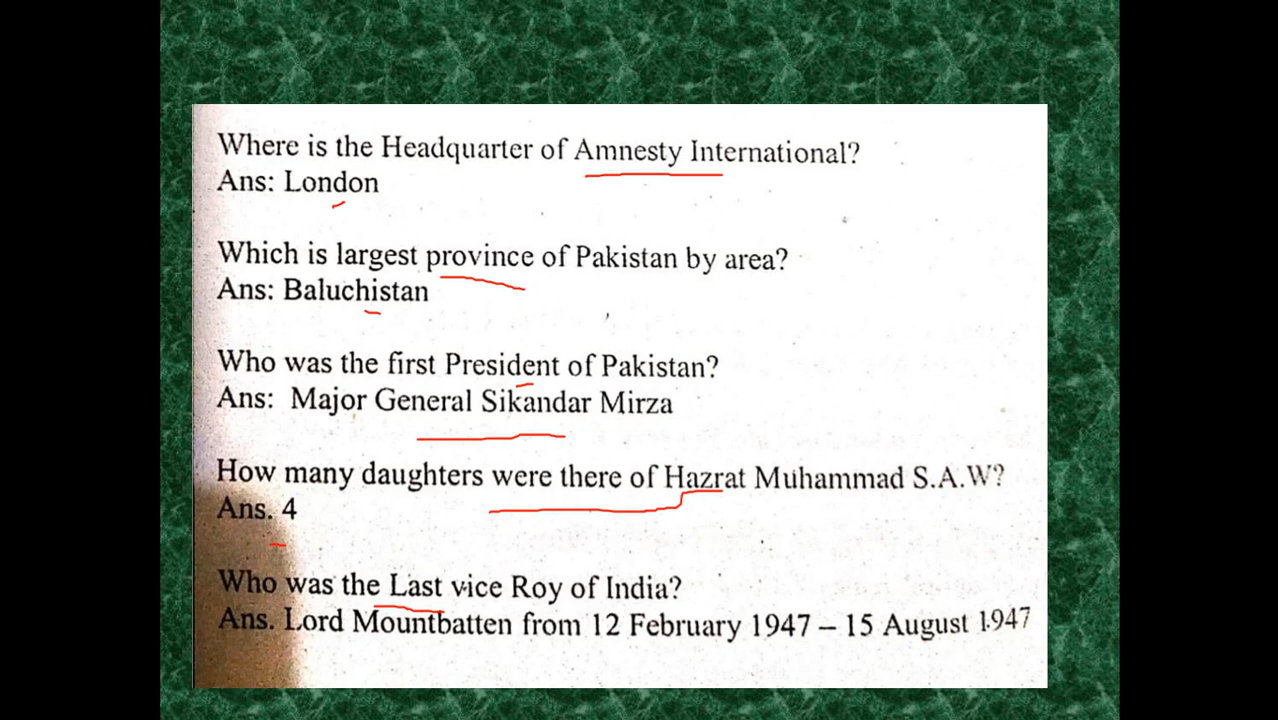 Where is the Headquarter of Amnesty International?
Ans: London
Which is largest province of Pakistan by area?
Ans: Baluchistan
Who was the first President of Pakistan?
Ans: Major General Sikandar Mirza
How many daughters were there of Hazrat Muhammad S.A.W?
Ans. 4
Who was the Last vice Roy of India?
Ans. Lord Mountbatten from 12 February 1947 – 15 August 1947